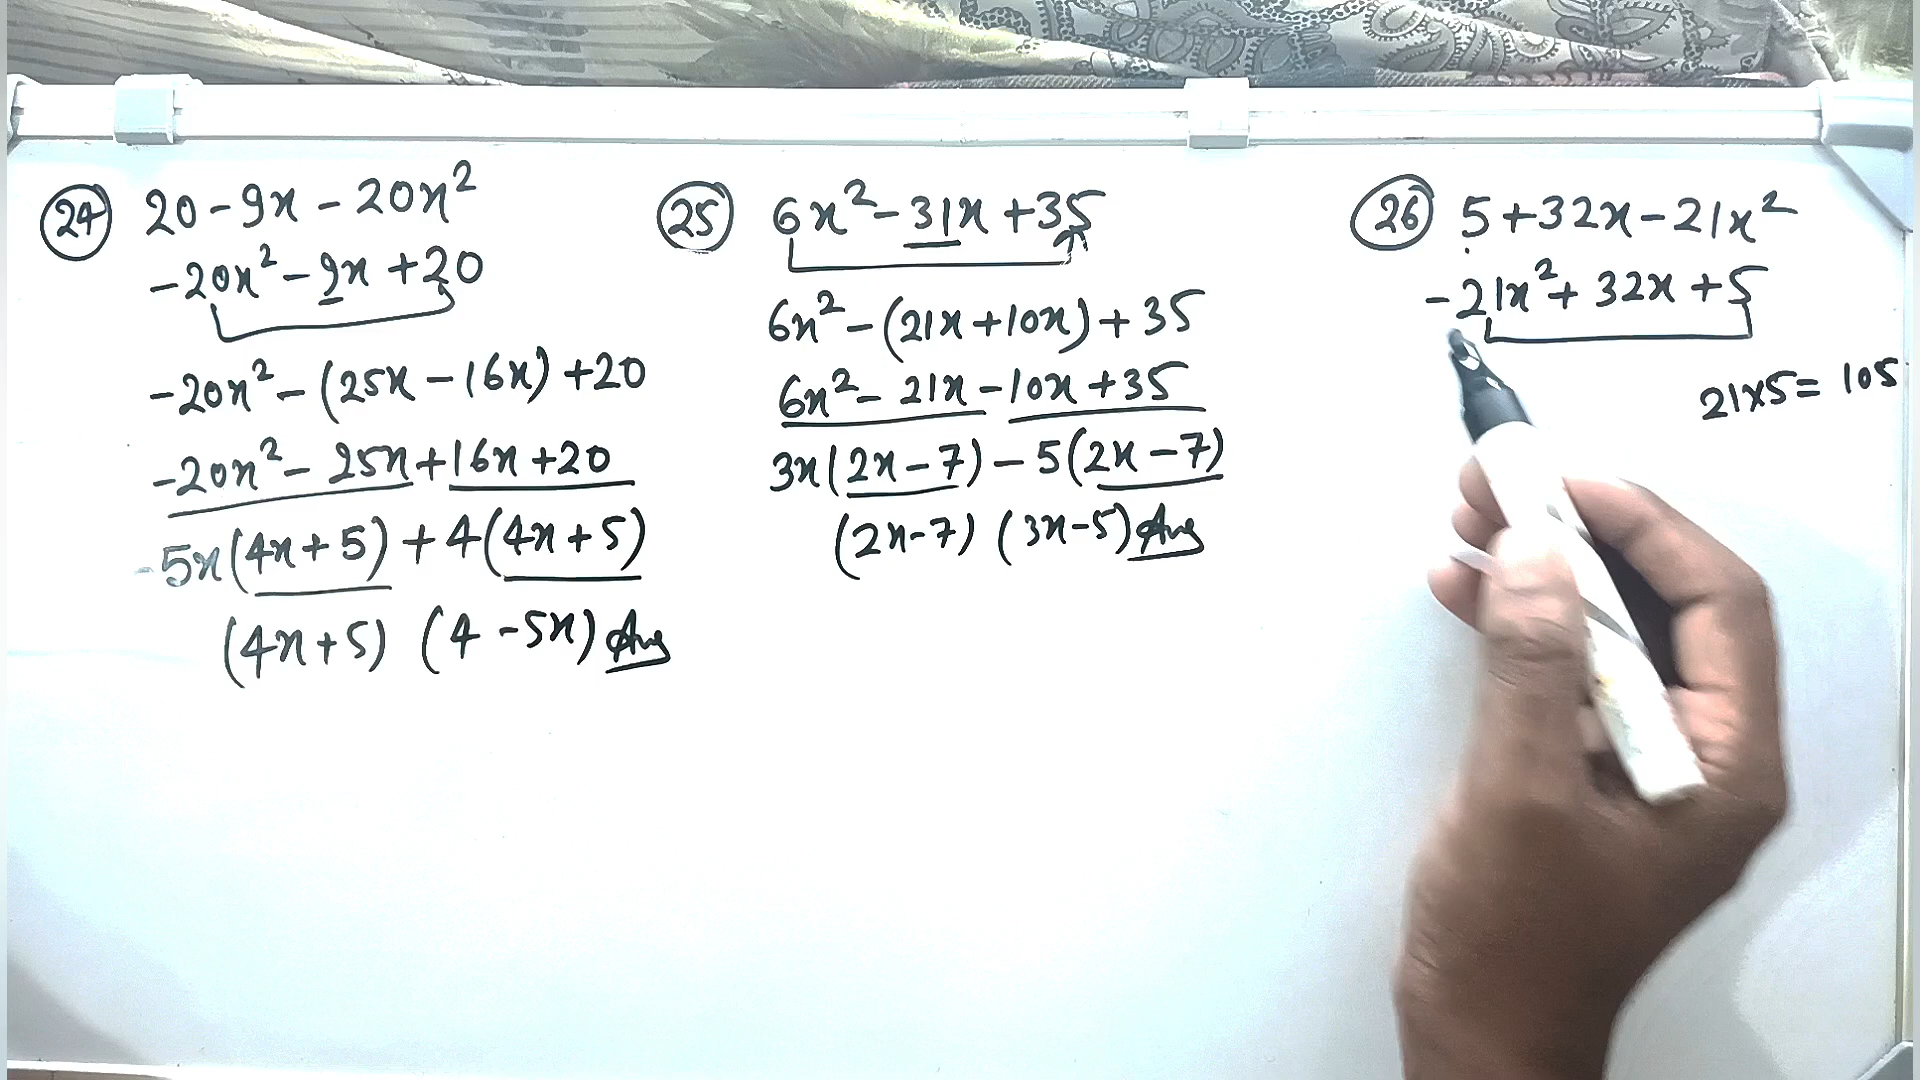 24 20-9x-20x²
-20x²-9x+20
-20x²-(25x-16x)+20
-20x²-25x+16x+20
-5x(4x+5)+4(4x+5)
(4x+5) (4-5x) Ans
25 6x²-31x+35
6x²-(21x+10x)+35
6x²-21x-10x+35
3x(2x-7)-5(2x-7)
(2x-7) (3x-5) Ans
26 5+32x-21x²
-21x²+32x+5
21x5=105